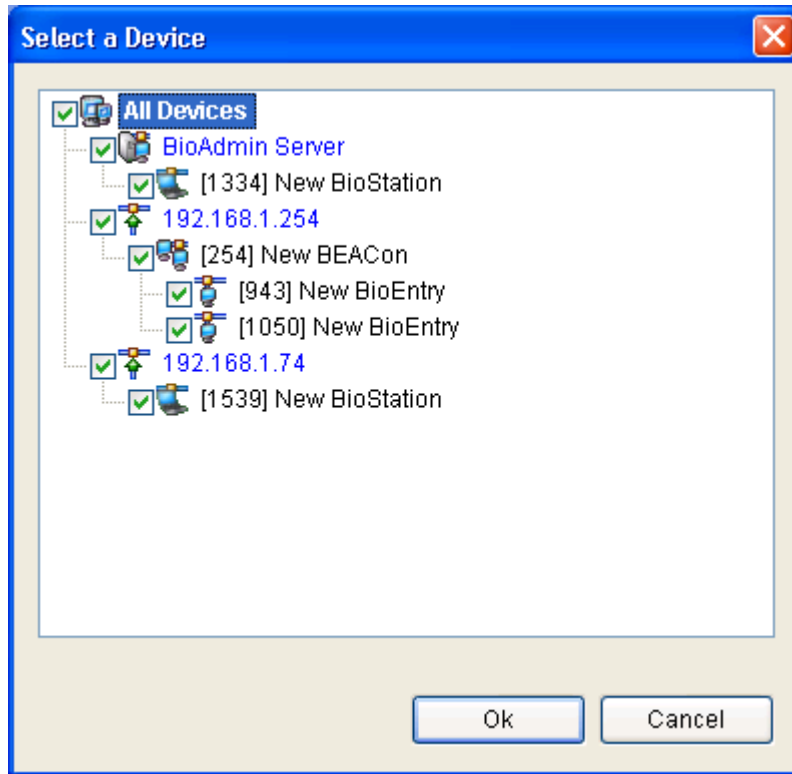 Select a Device
All Devices
BioAdmin Server
[1334] New BioStation
192.168.1.254
[254] New BEACon
[943] New BioEntry
[1050] New BioEntry
192.168.1.74
[1539] New BioStation
Ok Cancel